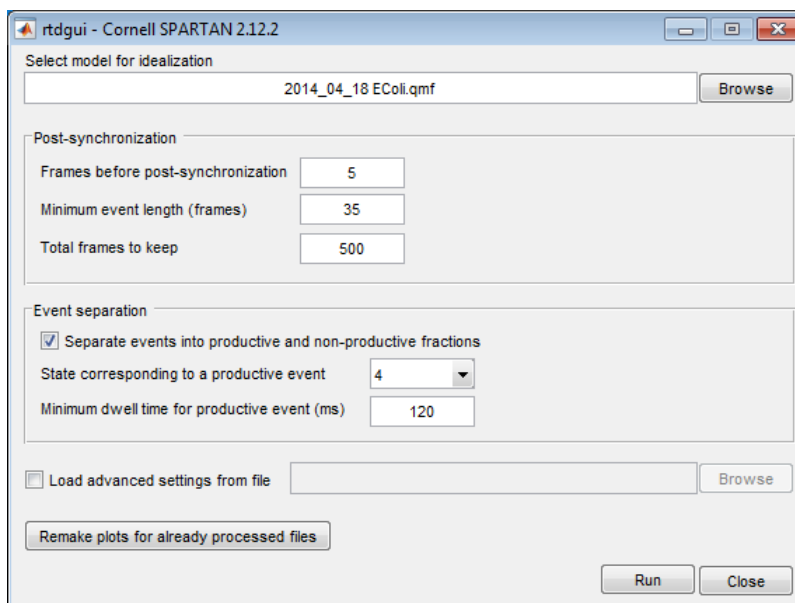 rtdgui - Cornell SPARTAN 2.12.2
Select model for idealization
2014_04_18 EColi.qmf Browse
Post-synchronization
Frames before post-synchronization 5
Minimum event length (frames) 35
Total frames to keep 500
Event separation
Separate events into productive and non-productive fractions
State corresponding to a productive event 4
Minimum dwell time for productive event (ms) 120
Load advanced settings from file Browse
Remake plots for already processed files
Run Close